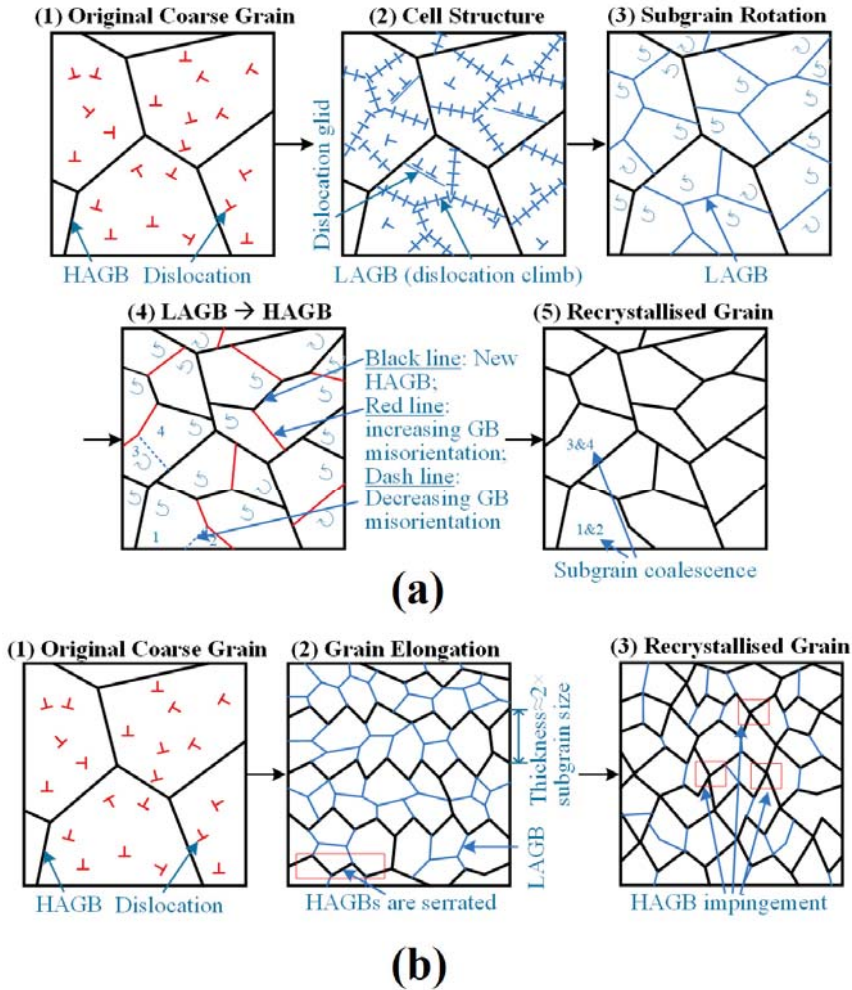 (1) Original Coarse Grain
(2) Cell Structure
(3) Subgrain Rotation
Dislocation glid
HAGB Dislocation
LAGB (dislocation climb)
LAGB
(4) LAGB → HAGB
(5) Recrystallised Grain
Black line: New
HAGB;
Red line:
increasing GB
misorientation;
Dash line:
Decreasing GB
misorientation
4
3
1
2
3&4
1&2
Subgrain coalescence
(a)
(1) Original Coarse Grain
(2) Grain Elongation
(3) Recrystallised Grain
Thickness≈2×
subgrain size
LAGB
HAGB Dislocation
HAGBs are serrated
HAGB impingement
(b)